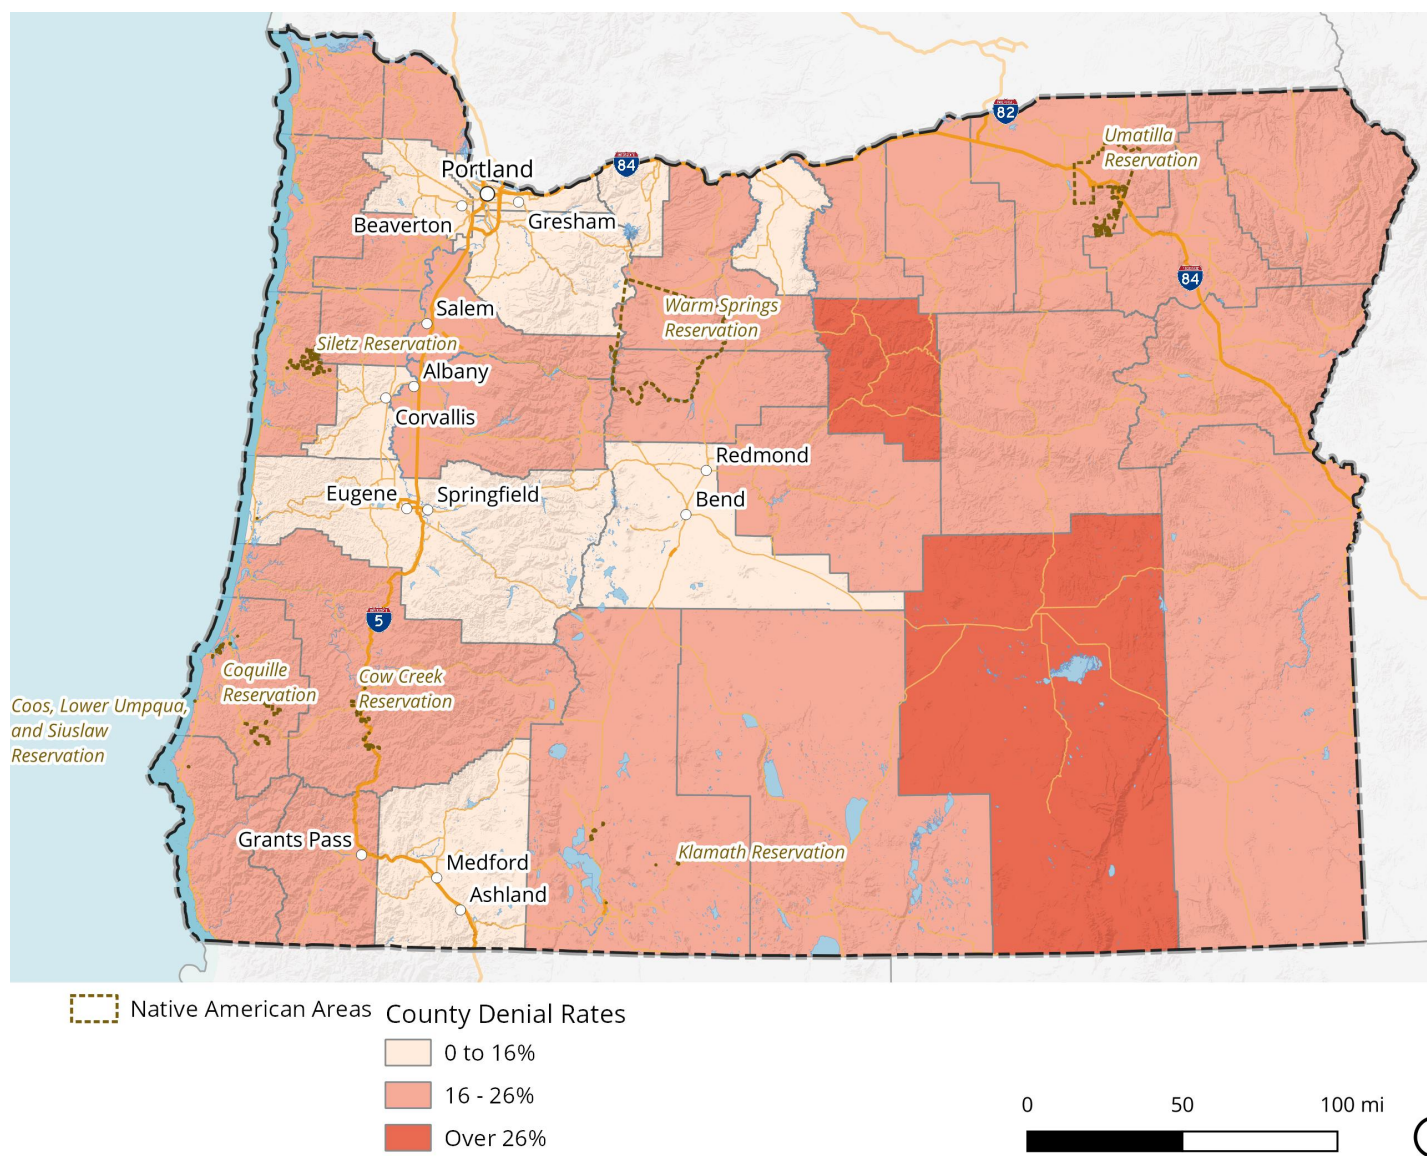 82
Umatilla
Reservation
84
Portland
Beaverton
Gresham
84
Salem
Warm Springs
Reservation
Siletz Reservation
Albany
Corvallis
Redmond
Eugene
Springfield
Bend
5
Coquille
Reservation
Cow Creek
Reservation
Coos, Lower Umpqua,
and Siuslaw
Reservation
Grants Pass
Medford
Klamath Reservation
Ashland
Native American Areas
County Denial Rates
0 to 16%
16 - 26%
Over 26%
0 50 100 mi